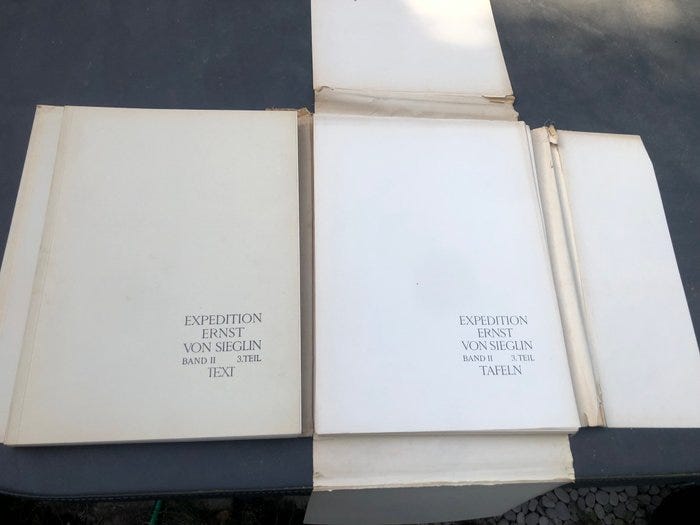 EXPEDITION
ERNST
VON SIEGLIN
BAND II 3.TEIL
TEXT
EXPEDITION
ERNST
VON SIEGLIN
BAND II 3.TEIL
TAFELN